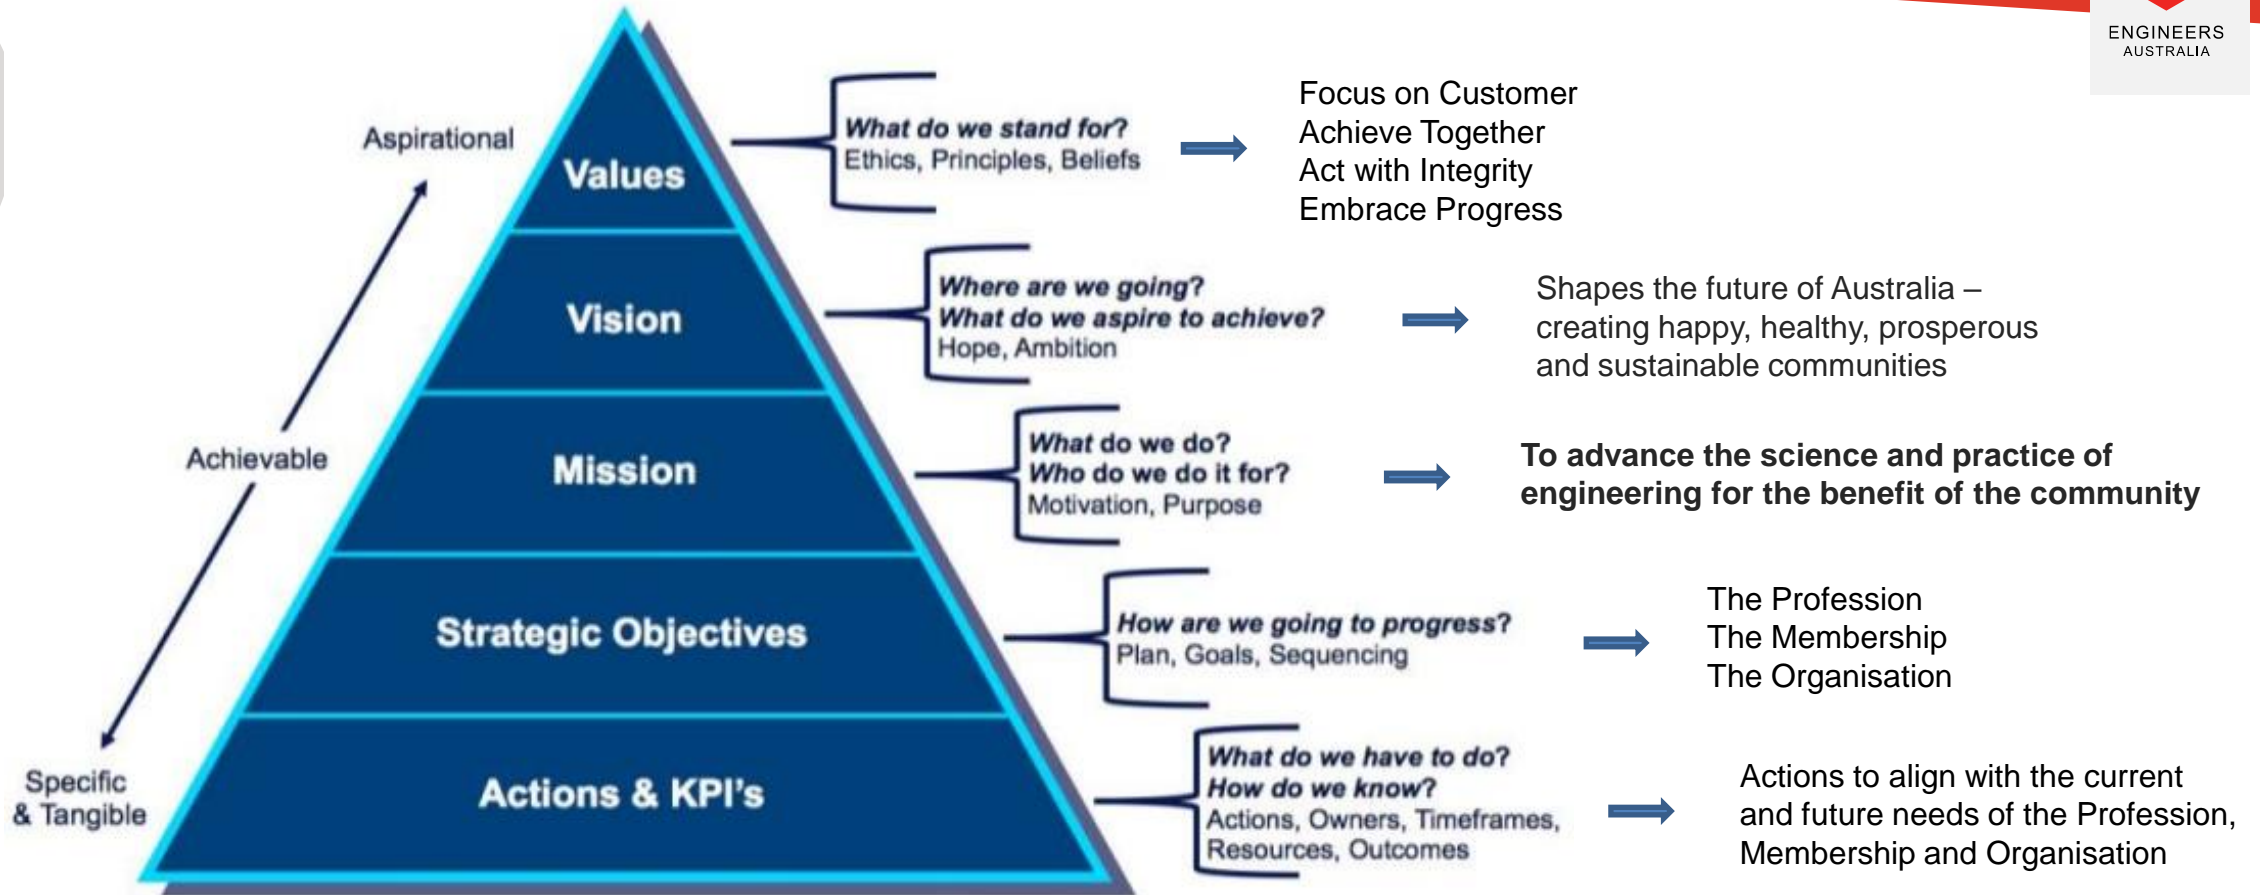 ENGINEERS
AUSTRALIA
Aspirational
Achievable
Specific
& Tangible
Values
What do we stand for?
Ethics, Principles, Beliefs
Focus on Customer
Achieve Together
Act with Integrity
Embrace Progress
Vision
Where are we going?
What do we aspire to achieve?
Hope, Ambition
Shapes the future of Australia –
creating happy, healthy, prosperous
and sustainable communities
Mission
What do we do?
Who do we do it for?
Motivation, Purpose
To advance the science and practice of
engineering for the benefit of the community
Strategic Objectives
How are we going to progress?
Plan, Goals, Sequencing
The Profession
The Membership
The Organisation
Actions & KPI's
What do we have to do?
How do we know?
Actions, Owners, Timeframes,
Resources, Outcomes
Actions to align with the current
and future needs of the Profession,
Membership and Organisation